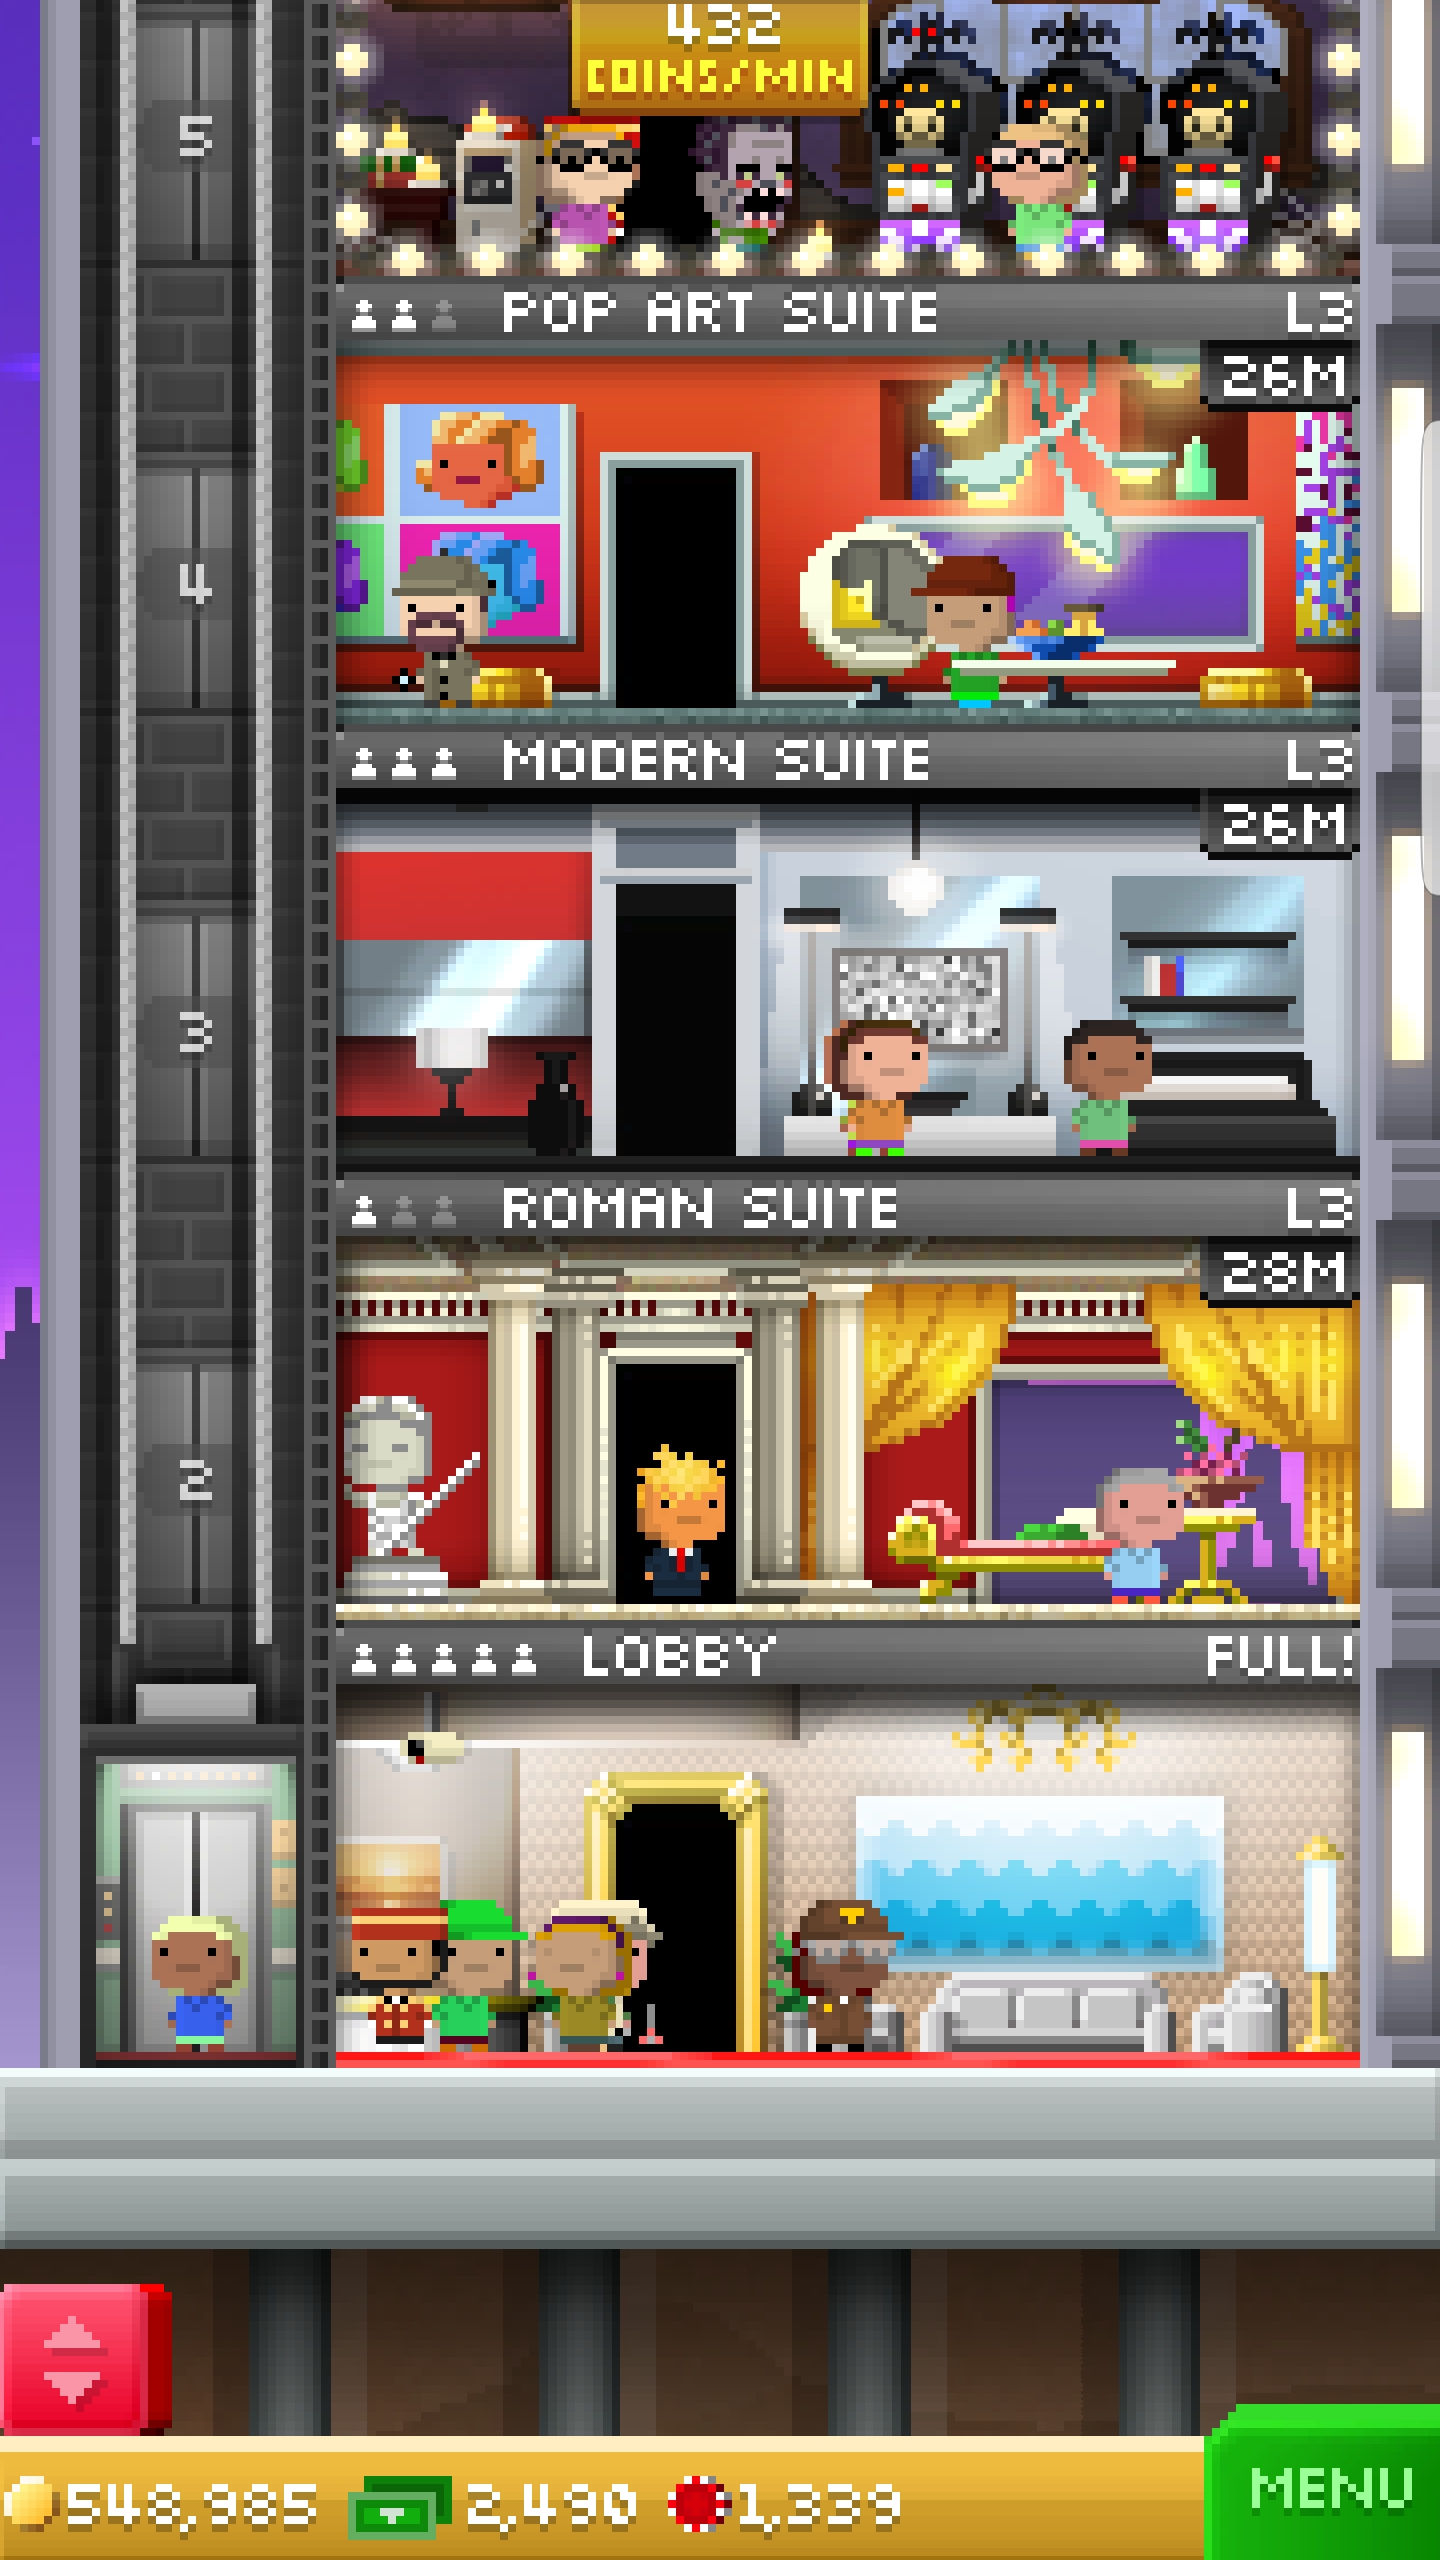 432
COINS/MIN
5
POP ART SUITE L3
26M
4
MODERN SUITE L3
26M
3
ROMAN SUITE L3
28M
2
LOBBY FULL!
548,985 2,490 1,339
MENU